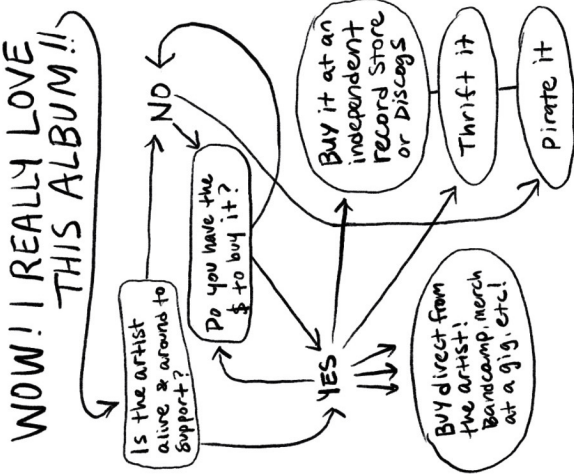 WOW! I REALLY LOVE
THIS ALBUM!!
Is the artist
alive & around to
support?
NO
Do you have the
$ to buy it?
YES
Buy direct from
the artist!
Bandcamp, merch
at a gig, etc!
Buy it at an
independent
record store
or Discogs
Thrift it
Pirate it